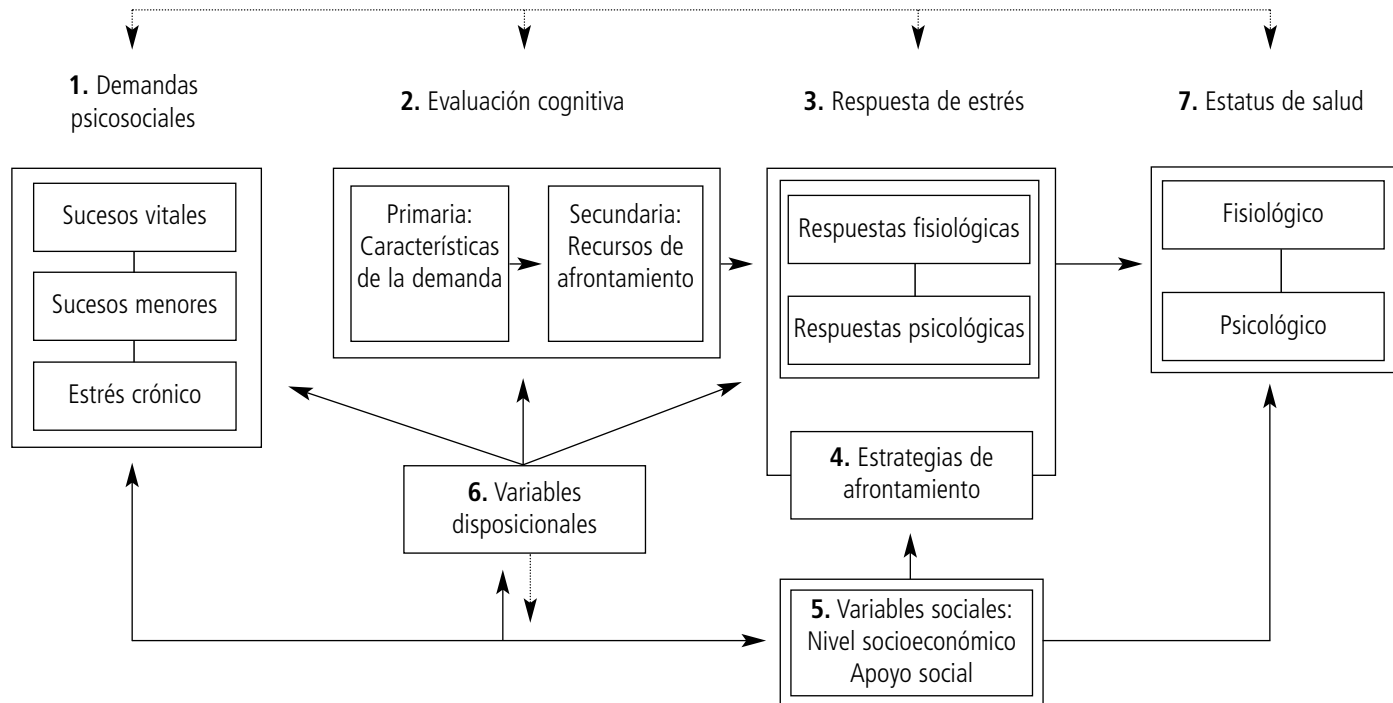 1. Demandas
psicosociales
2. Evaluación cognitiva
3. Respuesta de estrés
7. Estatus de salud
Sucesos vitales
Sucesos menores
Estrés crónico
Primaria:
Características
de la demanda
Secundaria:
Recursos de
afrontamiento
Respuestas fisiológicas
Respuestas psicológicas
Fisiológico
Psicológico
4. Estrategias de
afrontamiento
6. Variables
disposicionales
5. Variables sociales:
Nivel socioeconómico
Apoyo social